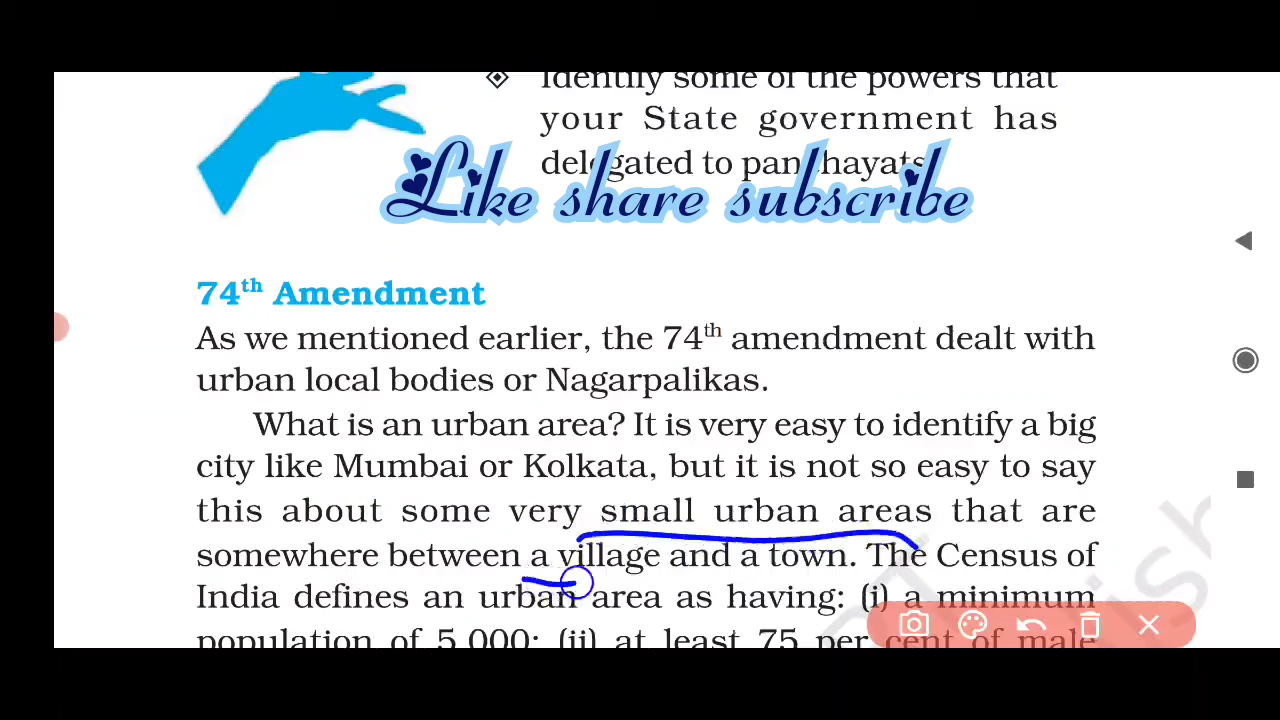 Identify some of the powers that
your State government has
delegated to panchayats
Like share subscribe
74th Amendment
As we mentioned earlier, the 74th amendment dealt with
urban local bodies or Nagarpalikas.
What is an urban area? It is very easy to identify a big
city like Mumbai or Kolkata, but it is not so easy to say
this about some very small urban areas that are
somewhere between a village and a town. The Census of
India defines an urban area as having: (i) a minimum
population of 5,000; (ii) at least 75 per cent of male